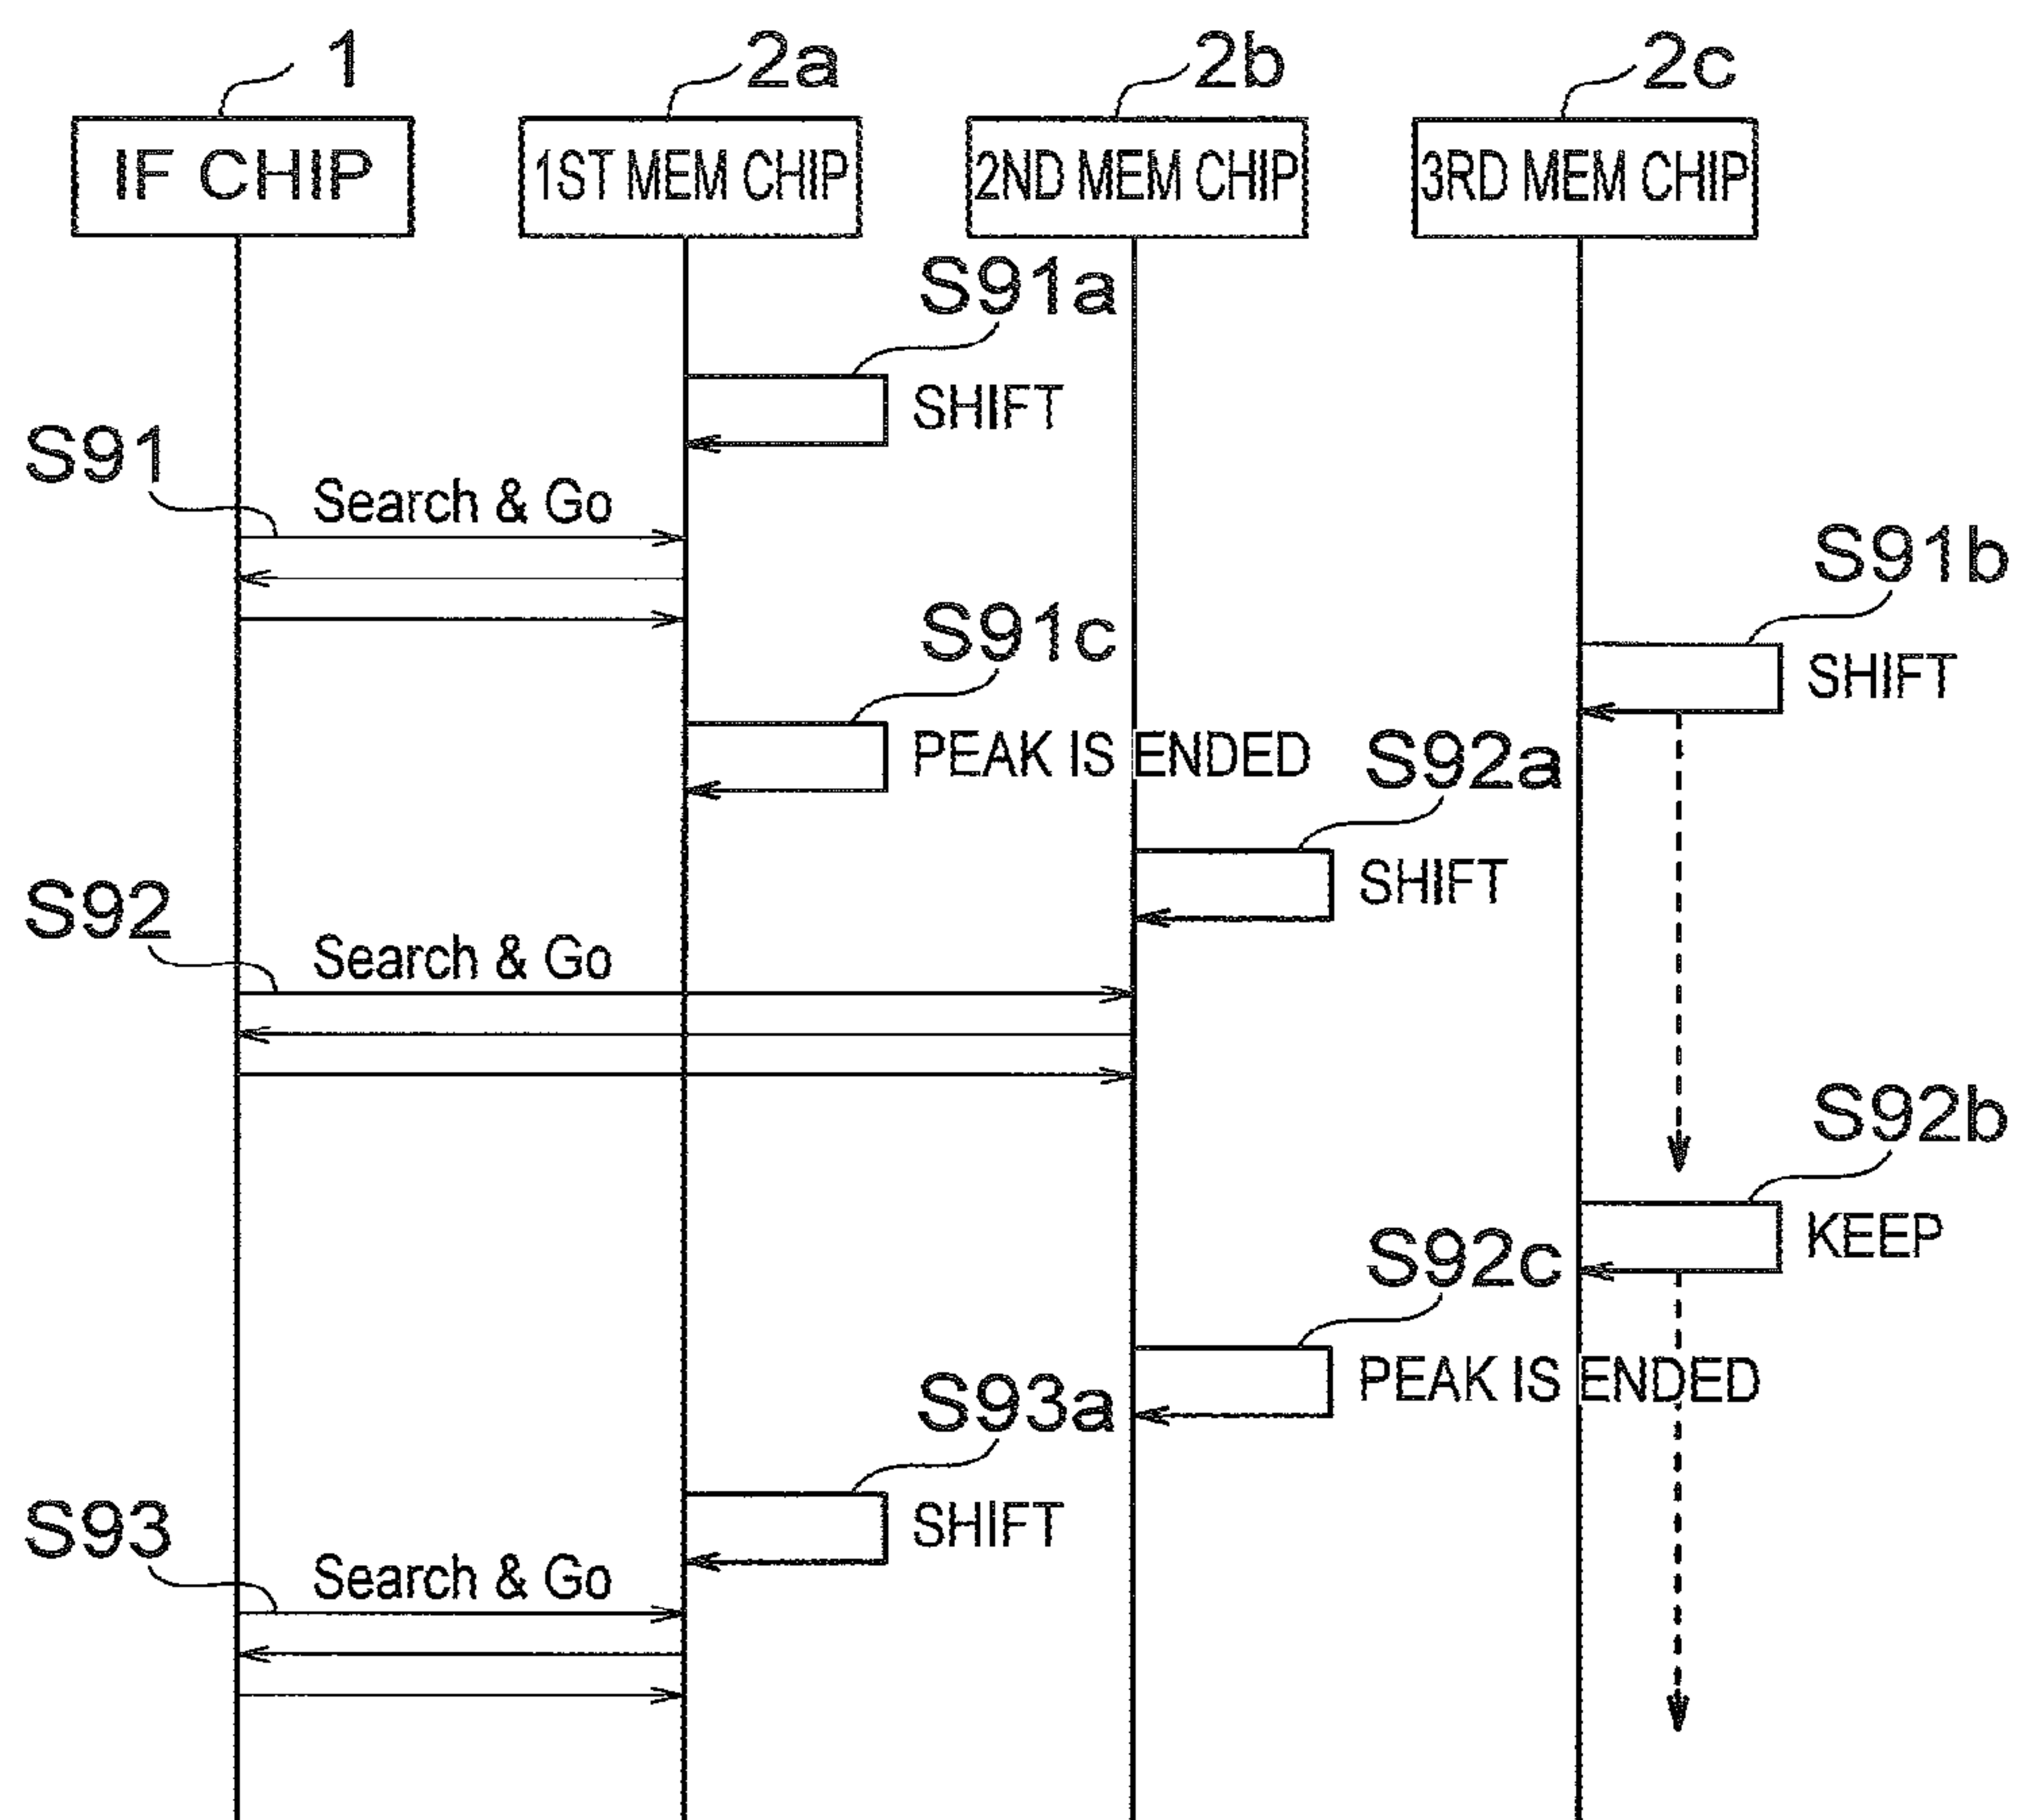 1
2a
2b
2c
IF CHIP
1ST MEM CHIP
2ND MEM CHIP
3RD MEM CHIP
S91a
SHIFT
S91
Search & Go
S91b
SHIFT
S91c
PEAK IS ENDED
S92a
SHIFT
S92
Search & Go
S92b
KEEP
S92c
PEAK IS ENDED
S93a
SHIFT
S93
Search & Go